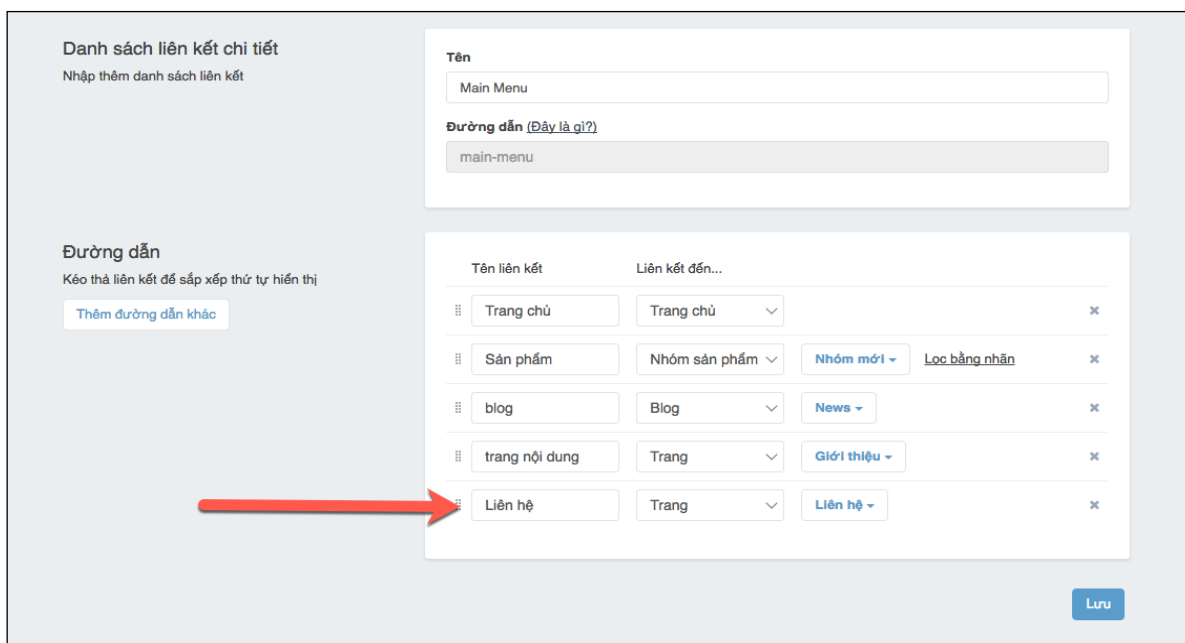 Danh sách liên kết chi tiết
Nhập thêm danh sách liên kết
Tên
Main Menu
Đường dẫn (Đây là gì?)
main-menu
Đường dẫn
Kéo thả liên kết để sắp xếp thứ tự hiển thị
Thêm đường dẫn khác
Tên liên kết Liên kết đến...
Trang chủ Trang chủ
Sản phẩm Nhóm sản phẩm Nhóm mới Lọc bằng nhãn
blog Blog News
trang nội dung Trang Giới thiệu
Liên hệ Trang Liên hệ
Lưu